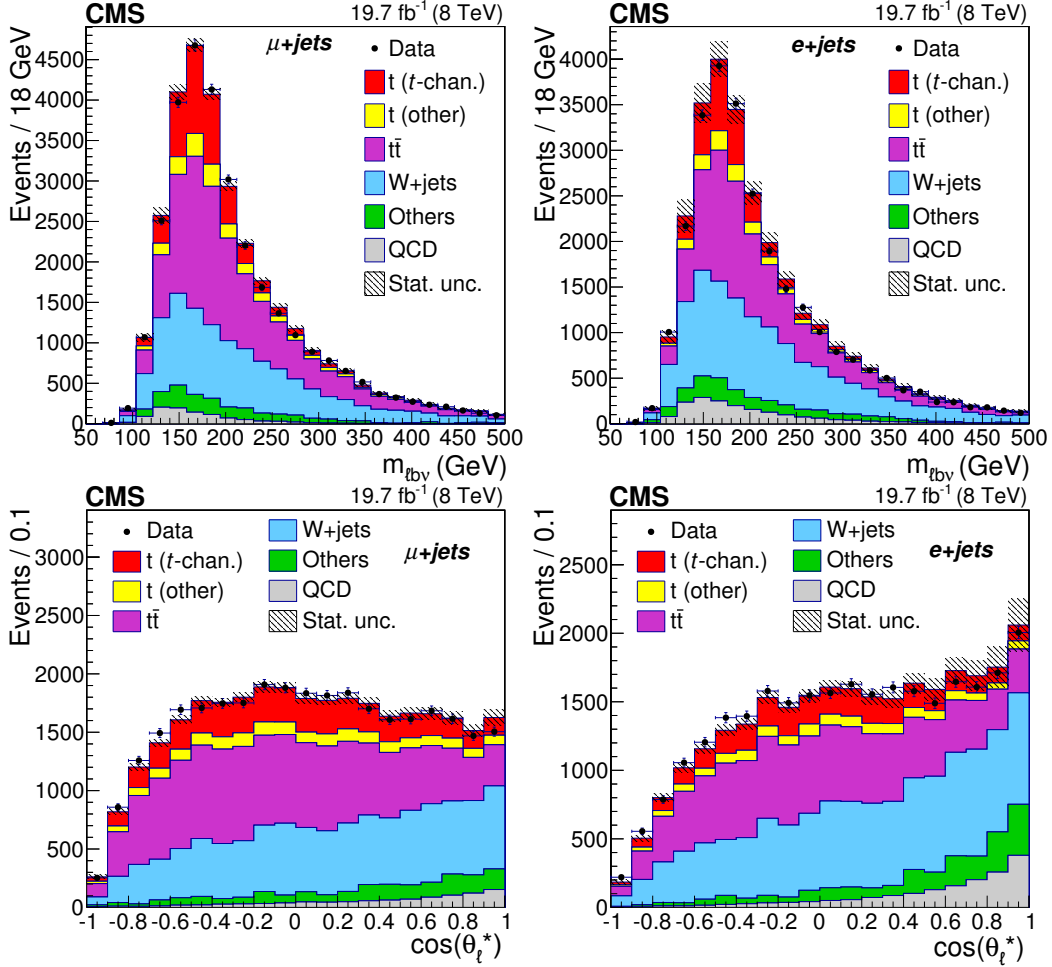 CMS 19.7 fb⁻¹ (8 TeV)
μ+jets
Data
t (t-chan.)
t (other)
tt̄
W+jets
Others
QCD
Stat. unc.
Events / 18 GeV
4500
4000
3500
3000
2500
2000
1500
1000
500
0
50 100 150 200 250 300 350 400 450 500
m_ℓbν (GeV)
CMS 19.7 fb⁻¹ (8 TeV)
e+jets
Data
t (t-chan.)
t (other)
tt̄
W+jets
Others
QCD
Stat. unc.
Events / 18 GeV
4000
3500
3000
2500
2000
1500
1000
500
0
50 100 150 200 250 300 350 400 450 500
m_ℓbν (GeV)
CMS 19.7 fb⁻¹ (8 TeV)
Data W+jets
t (t-chan.) Others μ+jets
t (other) QCD
tt̄ Stat. unc.
Events / 0.1
3000
2500
2000
1500
1000
500
0
-1 -0.8 -0.6 -0.4 -0.2 0 0.2 0.4 0.6 0.8 1
cos(θ_ℓ*)
CMS 19.7 fb⁻¹ (8 TeV)
Data W+jets
t (t-chan.) Others e+jets
t (other) QCD
tt̄ Stat. unc.
Events / 0.1
2500
2000
1500
1000
500
0
-1 -0.8 -0.6 -0.4 -0.2 0 0.2 0.4 0.6 0.8 1
cos(θ_ℓ*)